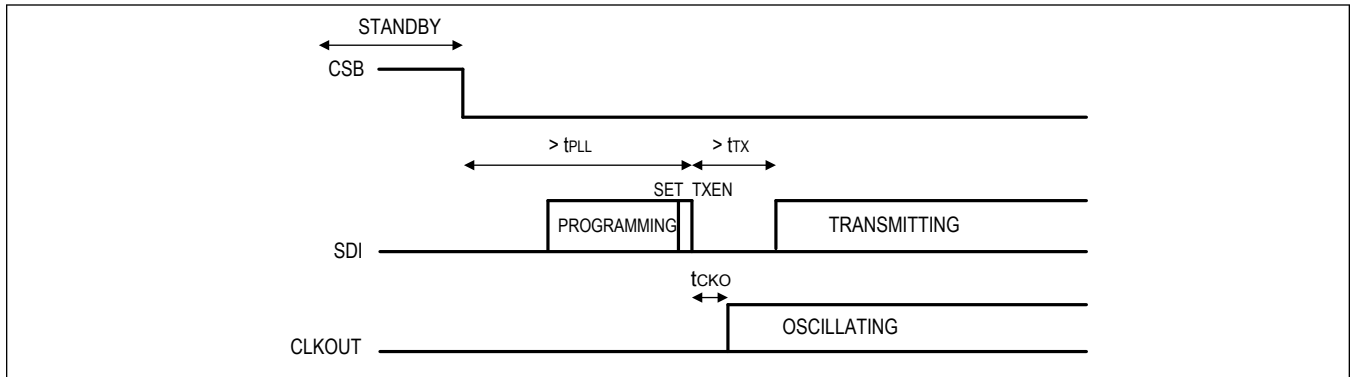 STANDBY
CSB
> tPLL
> tTX
SET TXEN
PROGRAMMING
TRANSMITTING
SDI
tCKO
OSCILLATING
CLKOUT